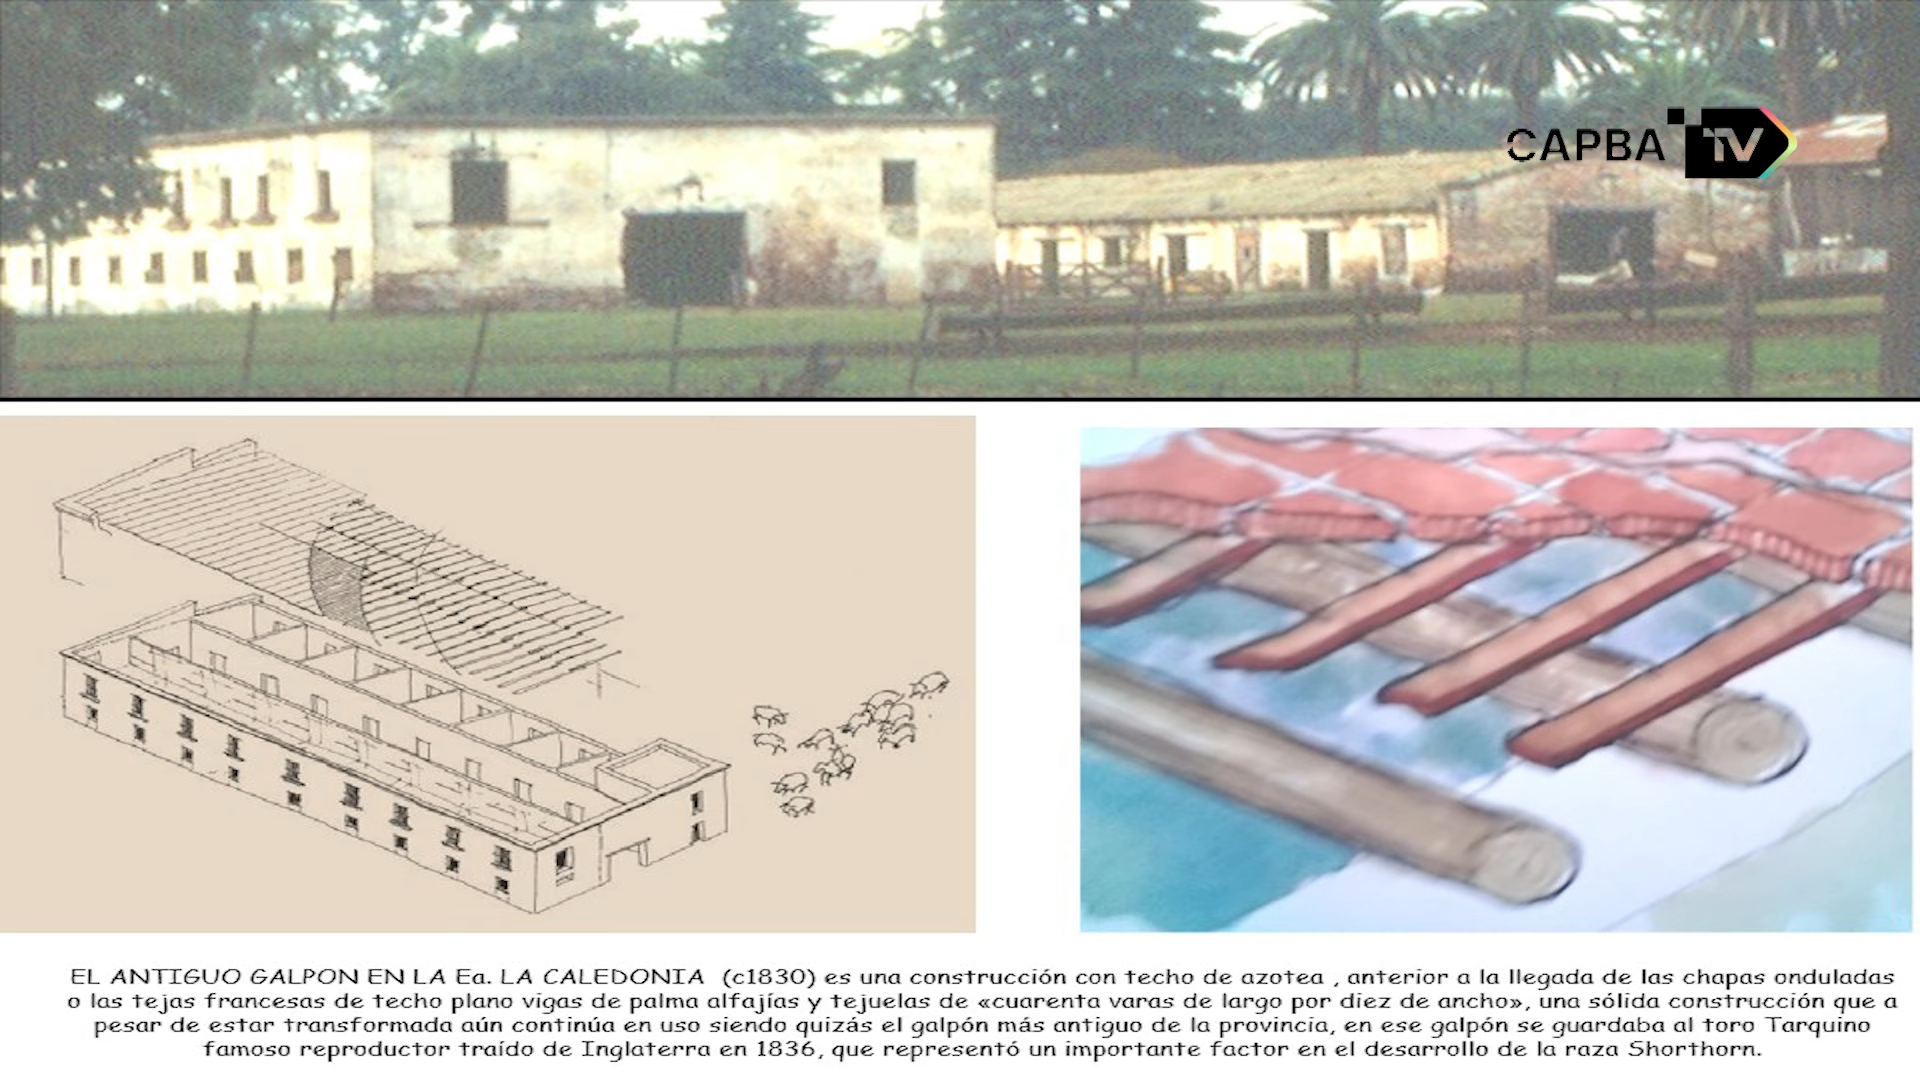 CAPBA TV
EL ANTIGUO GALPON EN LA Ea. LA CALEDONIA (c1830) es una construcción con techo de azotea , anterior a la llegada de las chapas onduladas
o las tejas francesas de techo plano vigas de palma alfajías y tejuelas de «cuarenta varas de largo por diez de ancho», una sólida construcción que a
pesar de estar transformada aún continúa en uso siendo quizás el galpón más antiguo de la provincia, en ese galpón se guardaba al toro Tarquino
famoso reproductor traído de Inglaterra en 1836, que representó un importante factor en el desarrollo de la raza Shorthorn.